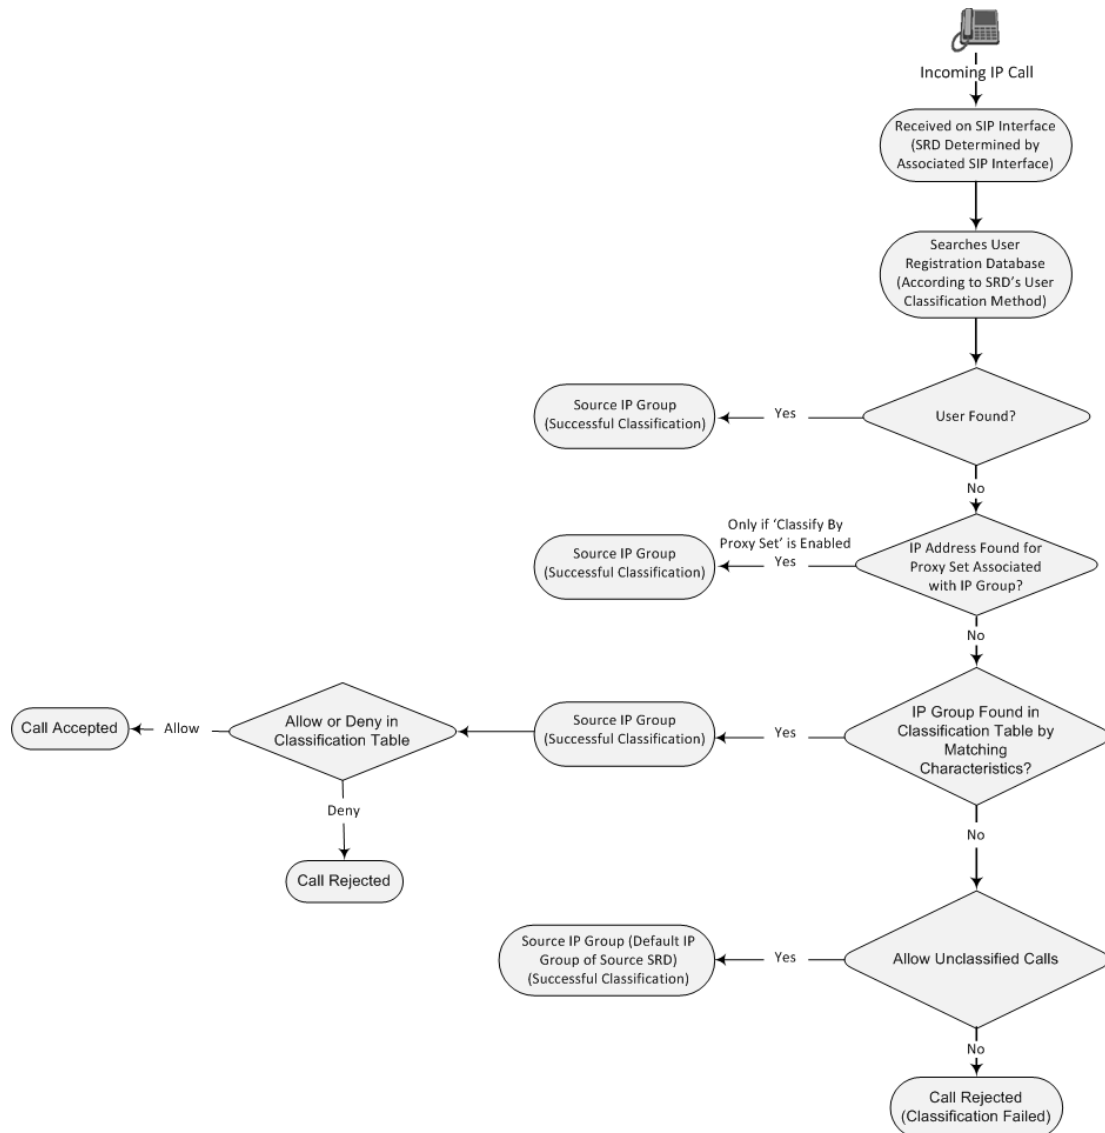 Incoming IP Call
Received on SIP Interface
(SRD Determined by
Associated SIP Interface)
Searches User
Registration Database
(According to SRD's User
Classification Method)
Source IP Group
(Successful Classification)
Yes
User Found?
No
Only if 'Classify By
Proxy Set' is Enabled
Source IP Group
(Successful Classification)
Yes
IP Address Found for
Proxy Set Associated
with IP Group?
No
Call Accepted
Allow
Allow or Deny in
Classification Table
Source IP Group
(Successful Classification)
Yes
IP Group Found in
Classification Table by
Matching
Characteristics?
Deny
No
Call Rejected
Source IP Group (Default IP
Group of Source SRD)
(Successful Classification)
Yes
Allow Unclassified Calls
No
Call Rejected
(Classification Failed)